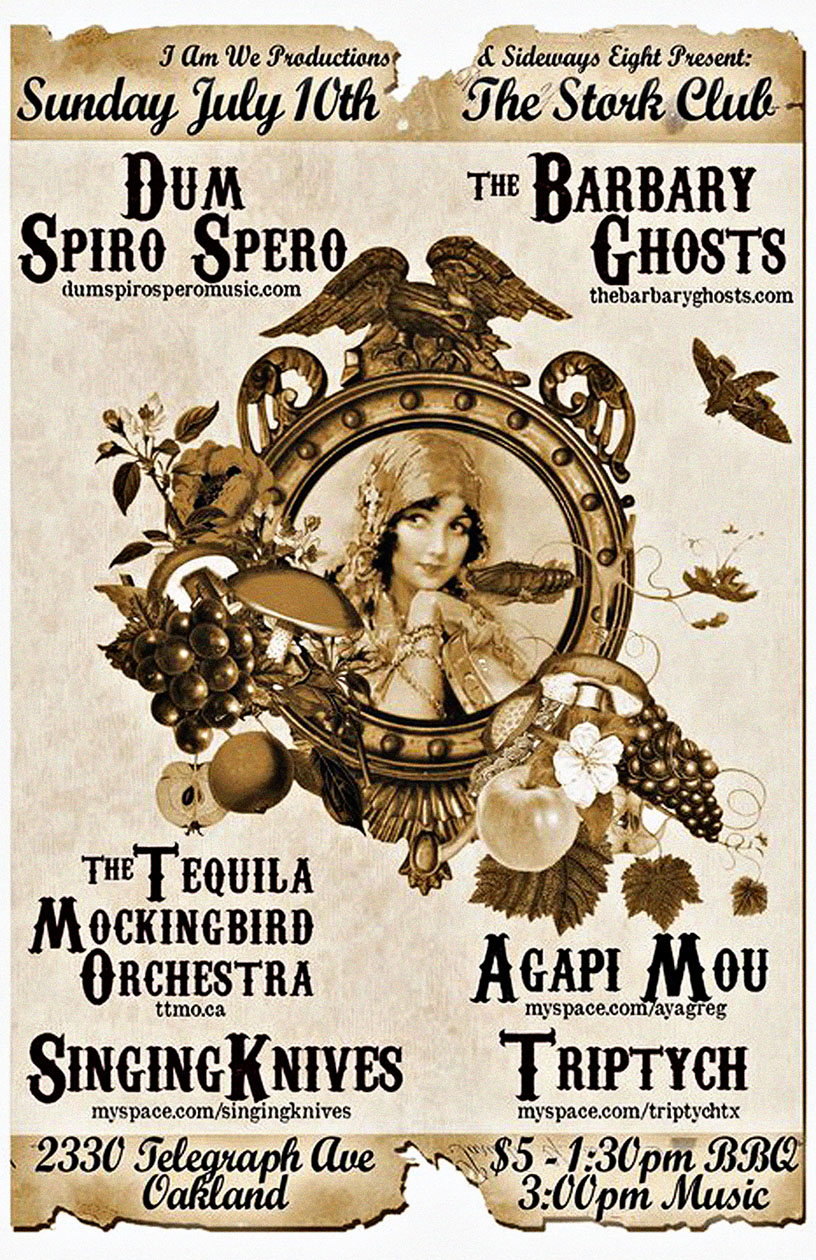 I Am We Productions & Sideways Eight Present:
Sunday July 10th The Stork Club
Dum
Spiro Spero
dumspirosperomusic.com
The Barbary
Ghosts
thebarbaryghosts.com
The Tequila
Mockingbird
Orchestra
ttmo.ca
Agapi Mou
myspace.com/ayagreg
SingingKnives
myspace.com/singingknives
Triptych
myspace.com/triptychtx
2330 Telegraph Ave
Oakland
$5 - 1:30pm BBQ
3:00pm Music